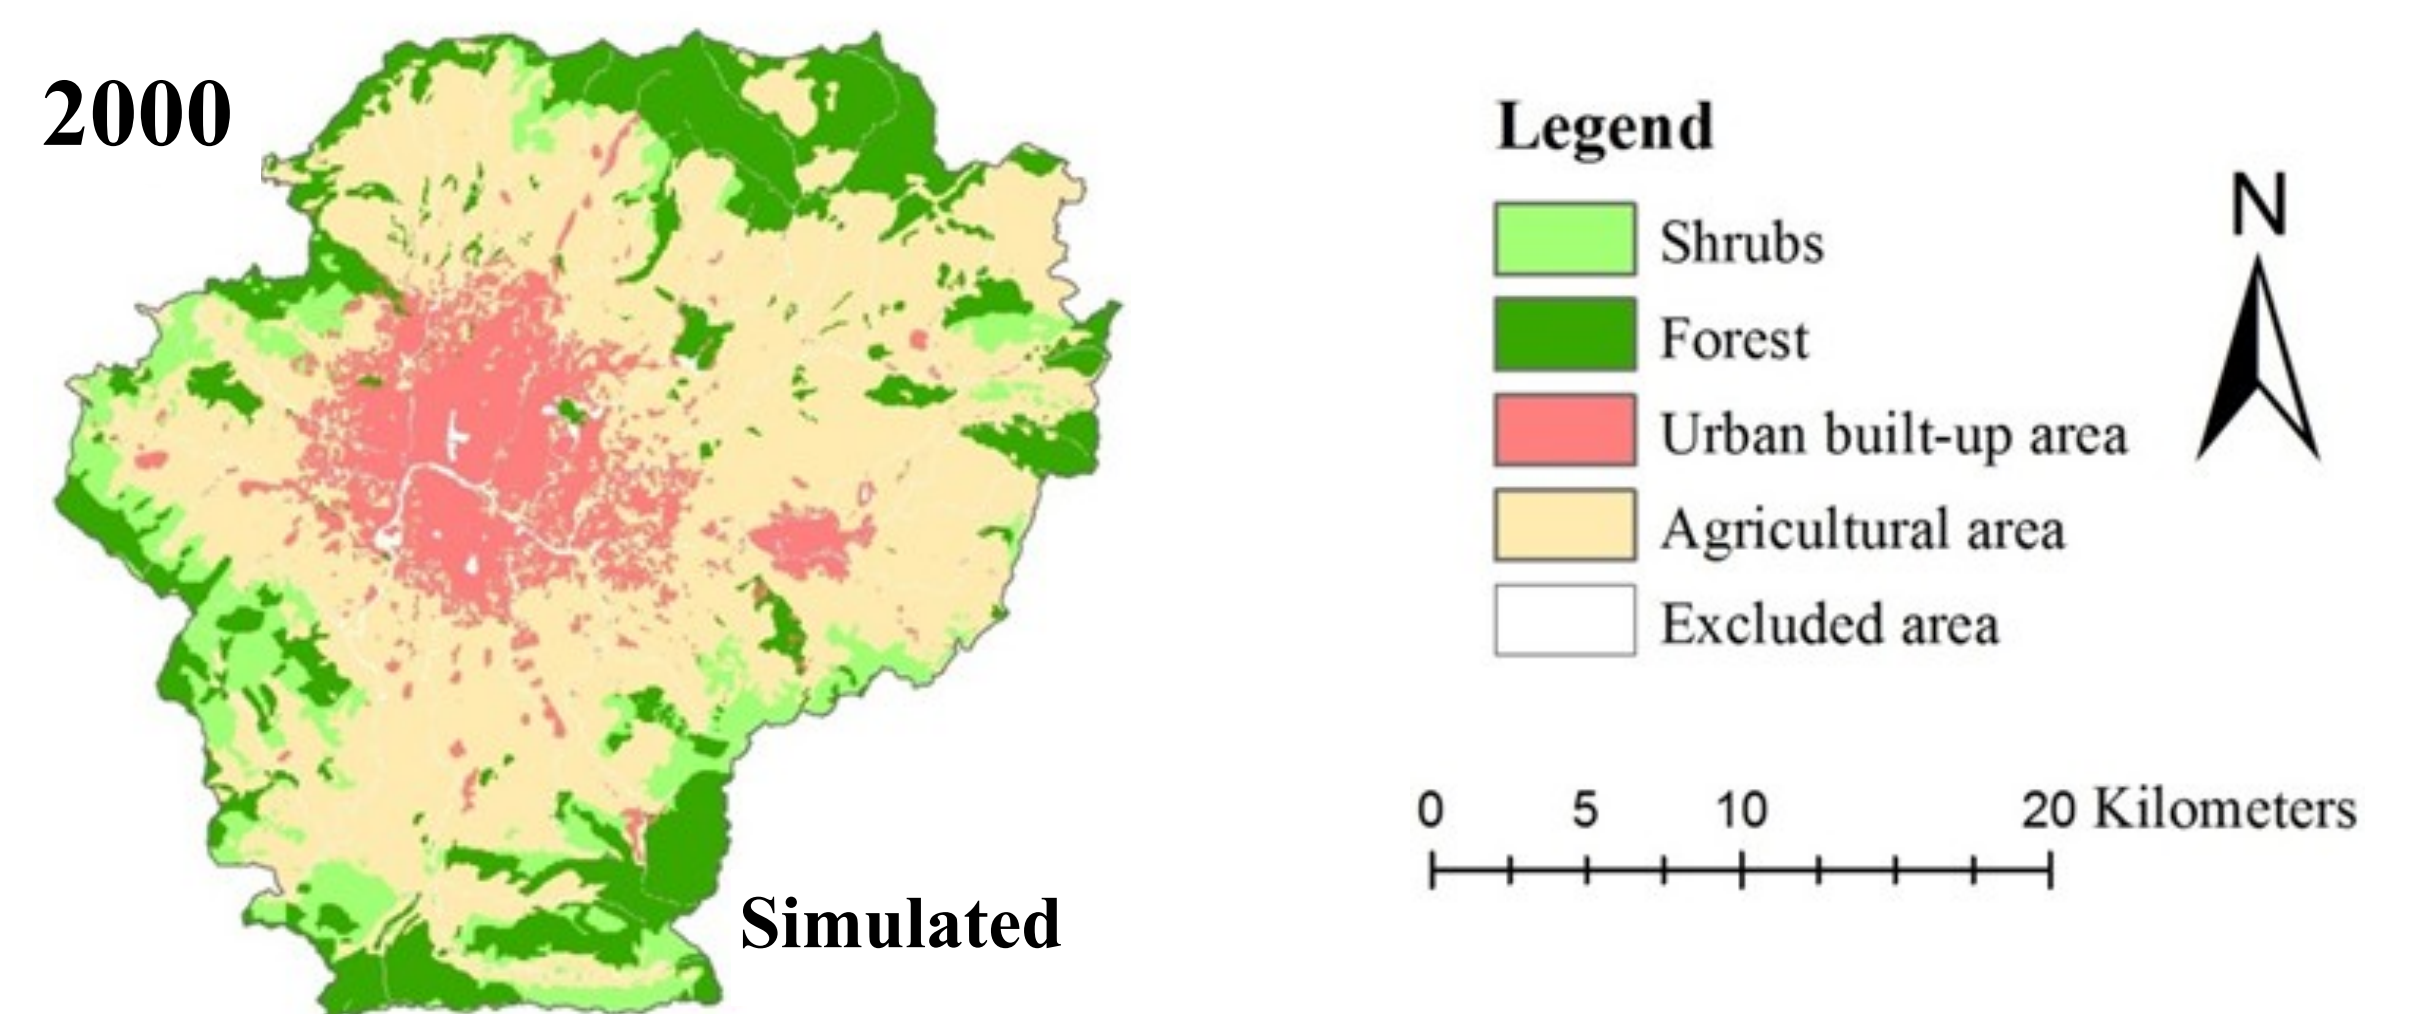 2000
Simulated
Legend
Shrubs
Forest
Urban built-up area
Agricultural area
Excluded area
N
0 5 10 20 Kilometers